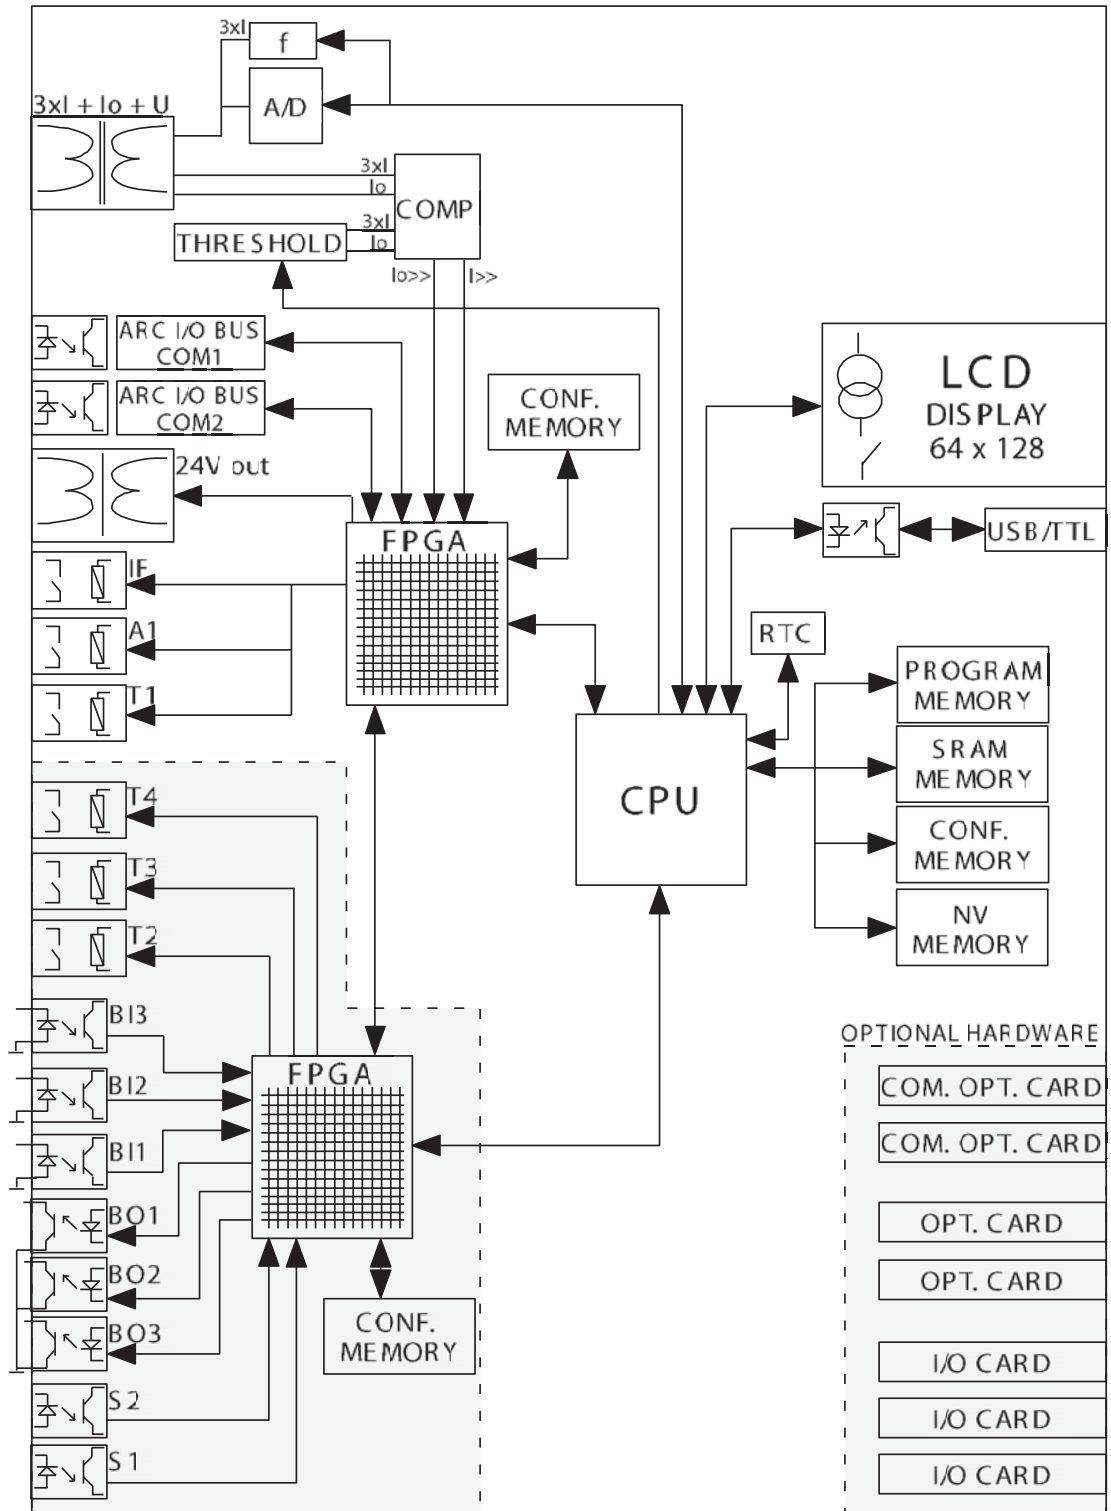 3xI
f
A/D
3xI + Io + U
3xI
Io
COMP
3xI
THRESHOLD
Io
Io>>
I>>
ARC I/O BUS
COM1
ARC I/O BUS
COM2
24V out
CONF.
MEMORY
LCD
DISPLAY
64 x 128
FPGA
USB/TTL
IF
A1
T1
RTC
PROGRAM
MEMORY
SRAM
MEMORY
CPU
CONF.
MEMORY
NV
MEMORY
T4
T3
T2
BI3
BI2
BI1
BO1
BO2
BO3
S2
S1
FPGA
CONF.
MEMORY
OPTIONAL HARDWARE
COM. OPT. CARD
COM. OPT. CARD
OPT. CARD
OPT. CARD
I/O CARD
I/O CARD
I/O CARD